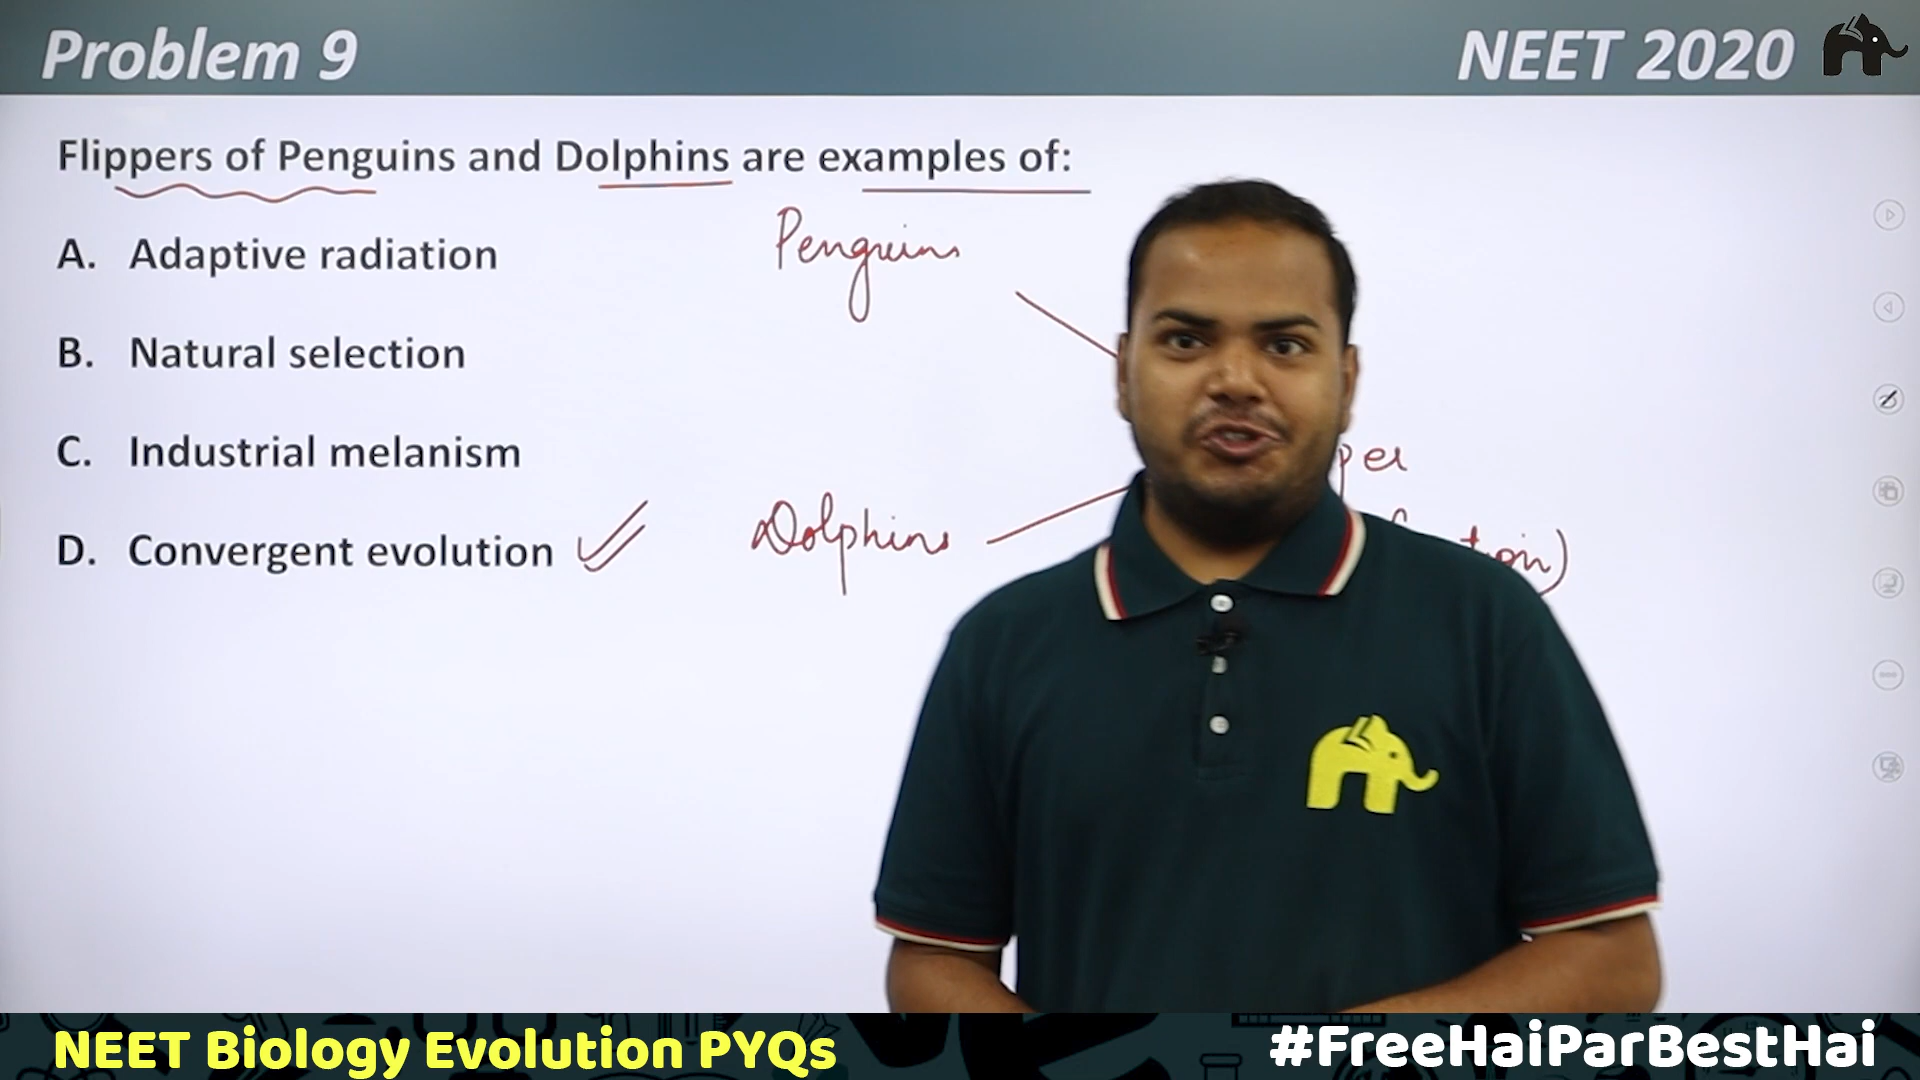 Problem 9
NEET 2020
Flippers of Penguins and Dolphins are examples of:
A. Adaptive radiation
Penguins
B. Natural selection
C. Industrial melanism
D. Convergent evolution
Dolphins
NEET Biology Evolution PYQs
#FreeHaiParBestHai